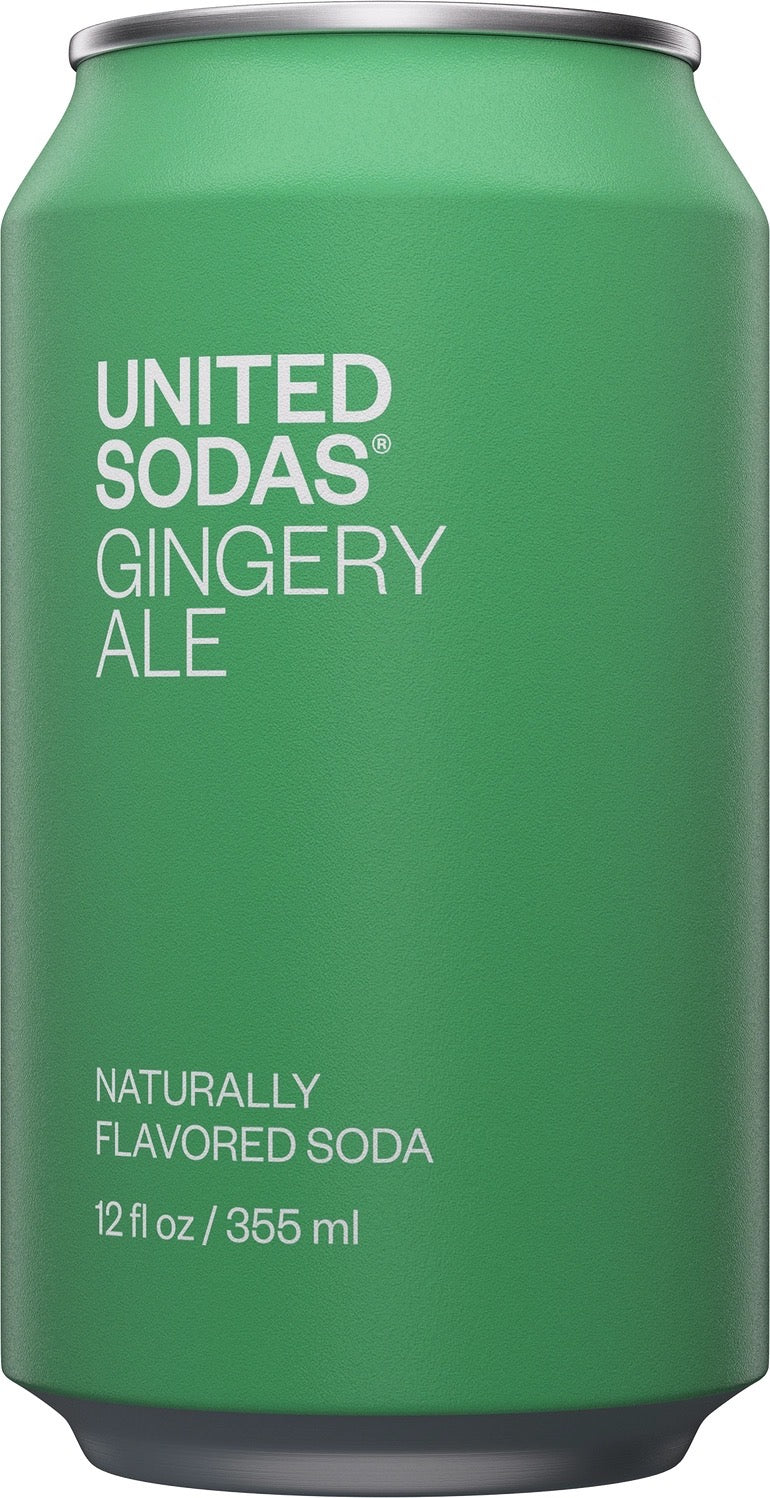 UNITED
SODAS®
GINGERY
ALE
NATURALLY
FLAVORED SODA
12 fl oz / 355 ml